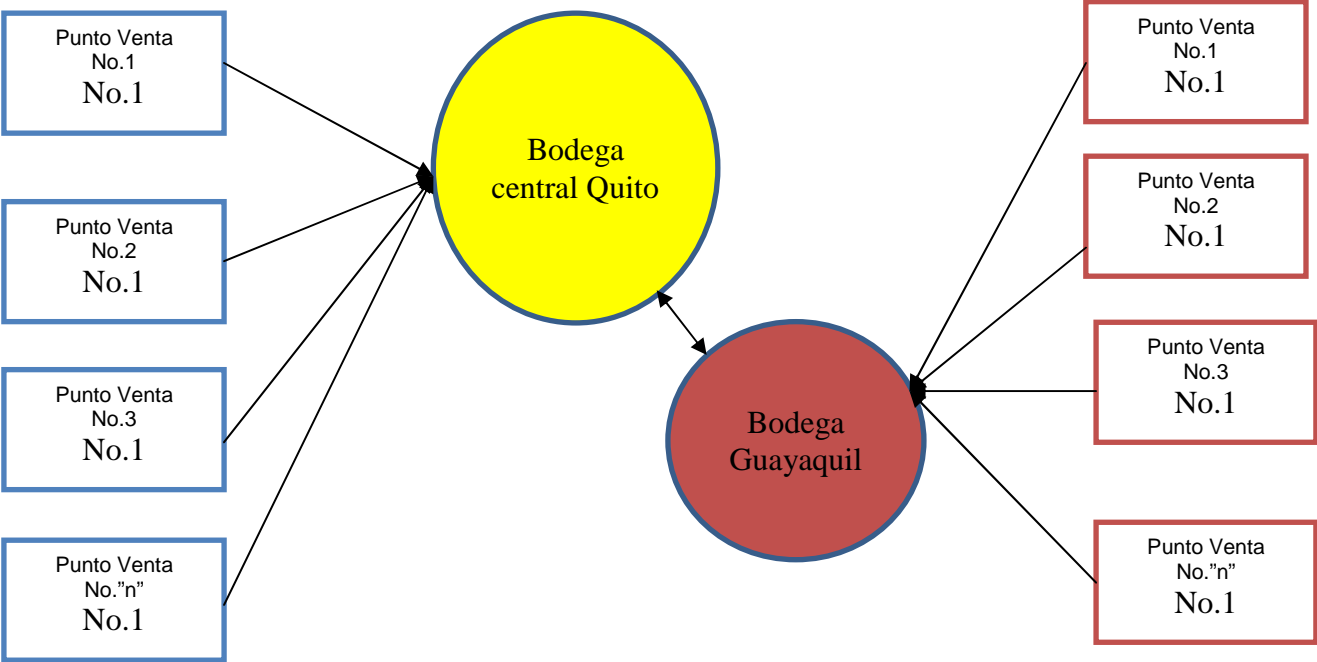 Punto Venta
No.1
No.1
Punto Venta
No.2
No.1
Punto Venta
No.3
No.1
Punto Venta
No.”n”
No.1
Bodega
central Quito
Bodega
Guayaquil
Punto Venta
No.1
No.1
Punto Venta
No.2
No.1
Punto Venta
No.3
No.1
Punto Venta
No.”n”
No.1